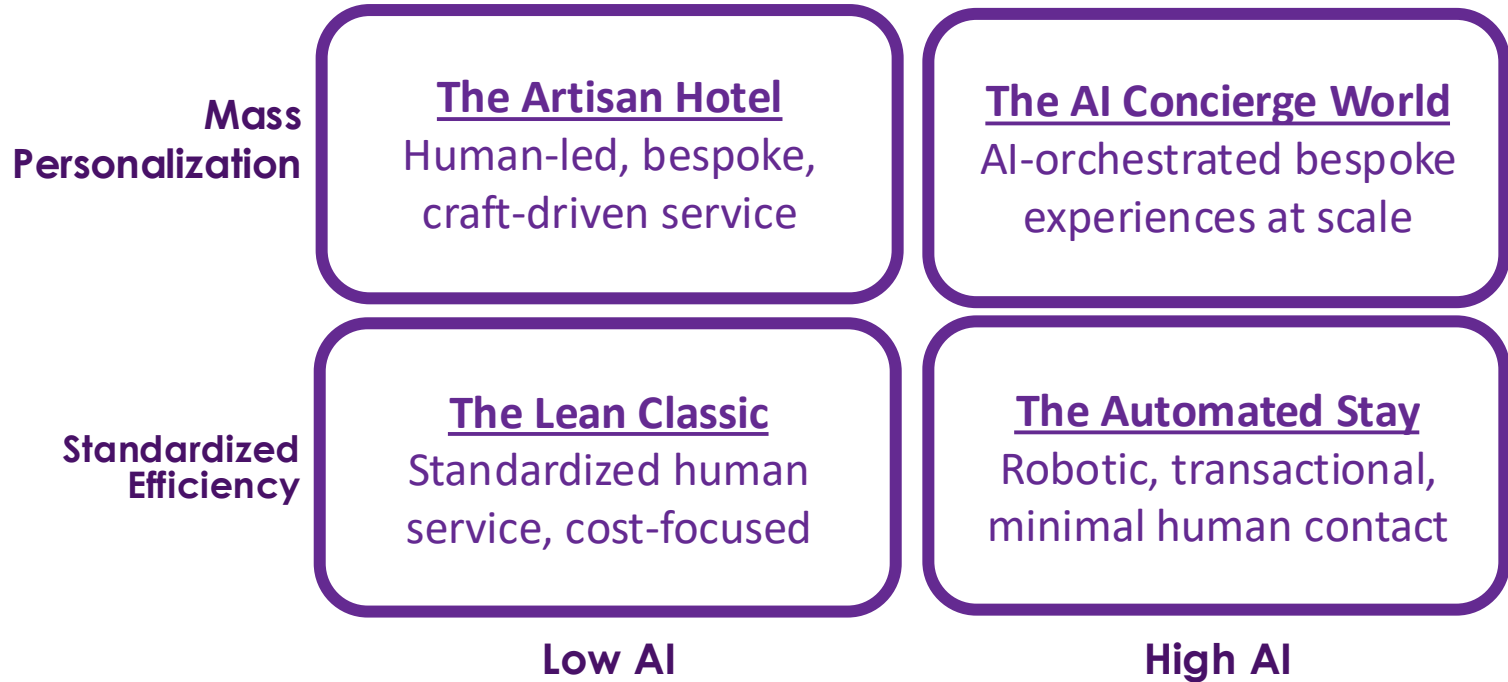 Mass
Personalization
The Artisan Hotel
Human-led, bespoke,
craft-driven service
The AI Concierge World
AI-orchestrated bespoke
experiences at scale
Standardized
Efficiency
The Lean Classic
Standardized human
service, cost-focused
The Automated Stay
Robotic, transactional,
minimal human contact
Low AI
High AI